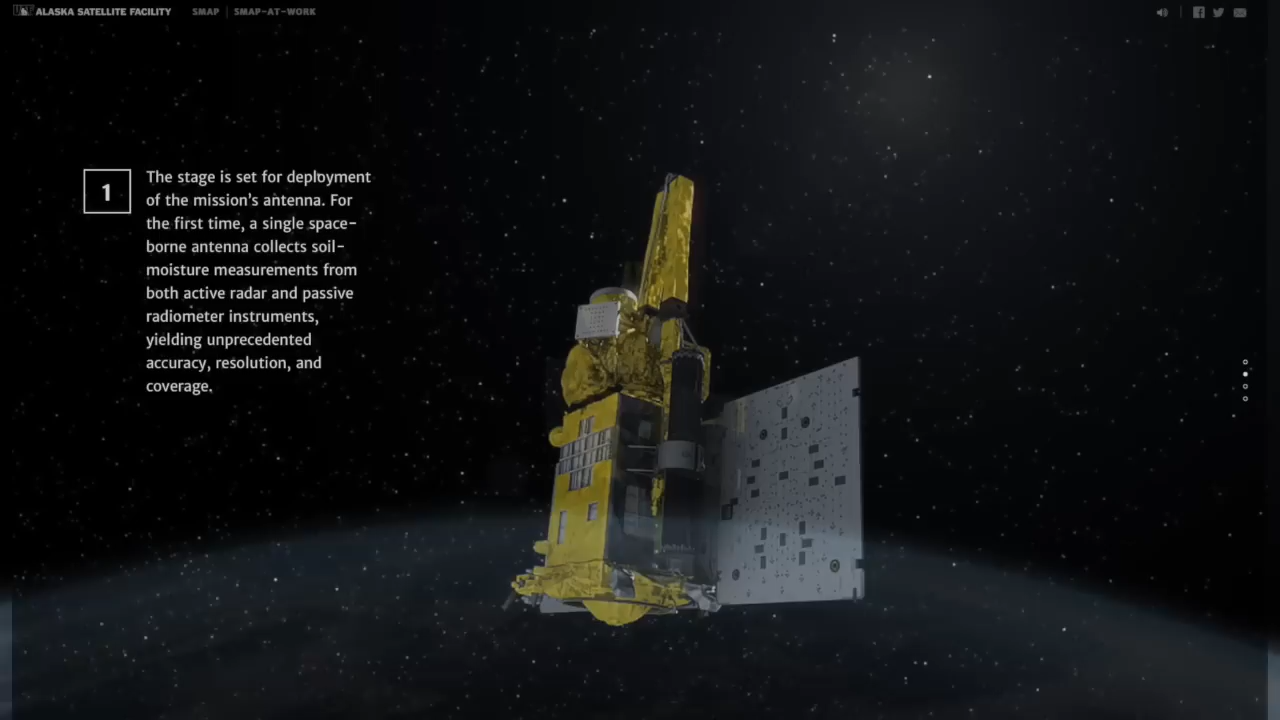 ALASKA SATELLITE FACILITY SMAP SMAP-AT-WORK
1
The stage is set for deployment
of the mission's antenna. For
the first time, a single space-
borne antenna collects soil-
moisture measurements from
both active radar and passive
radiometer instruments,
yielding unprecedented
accuracy, resolution, and
coverage.